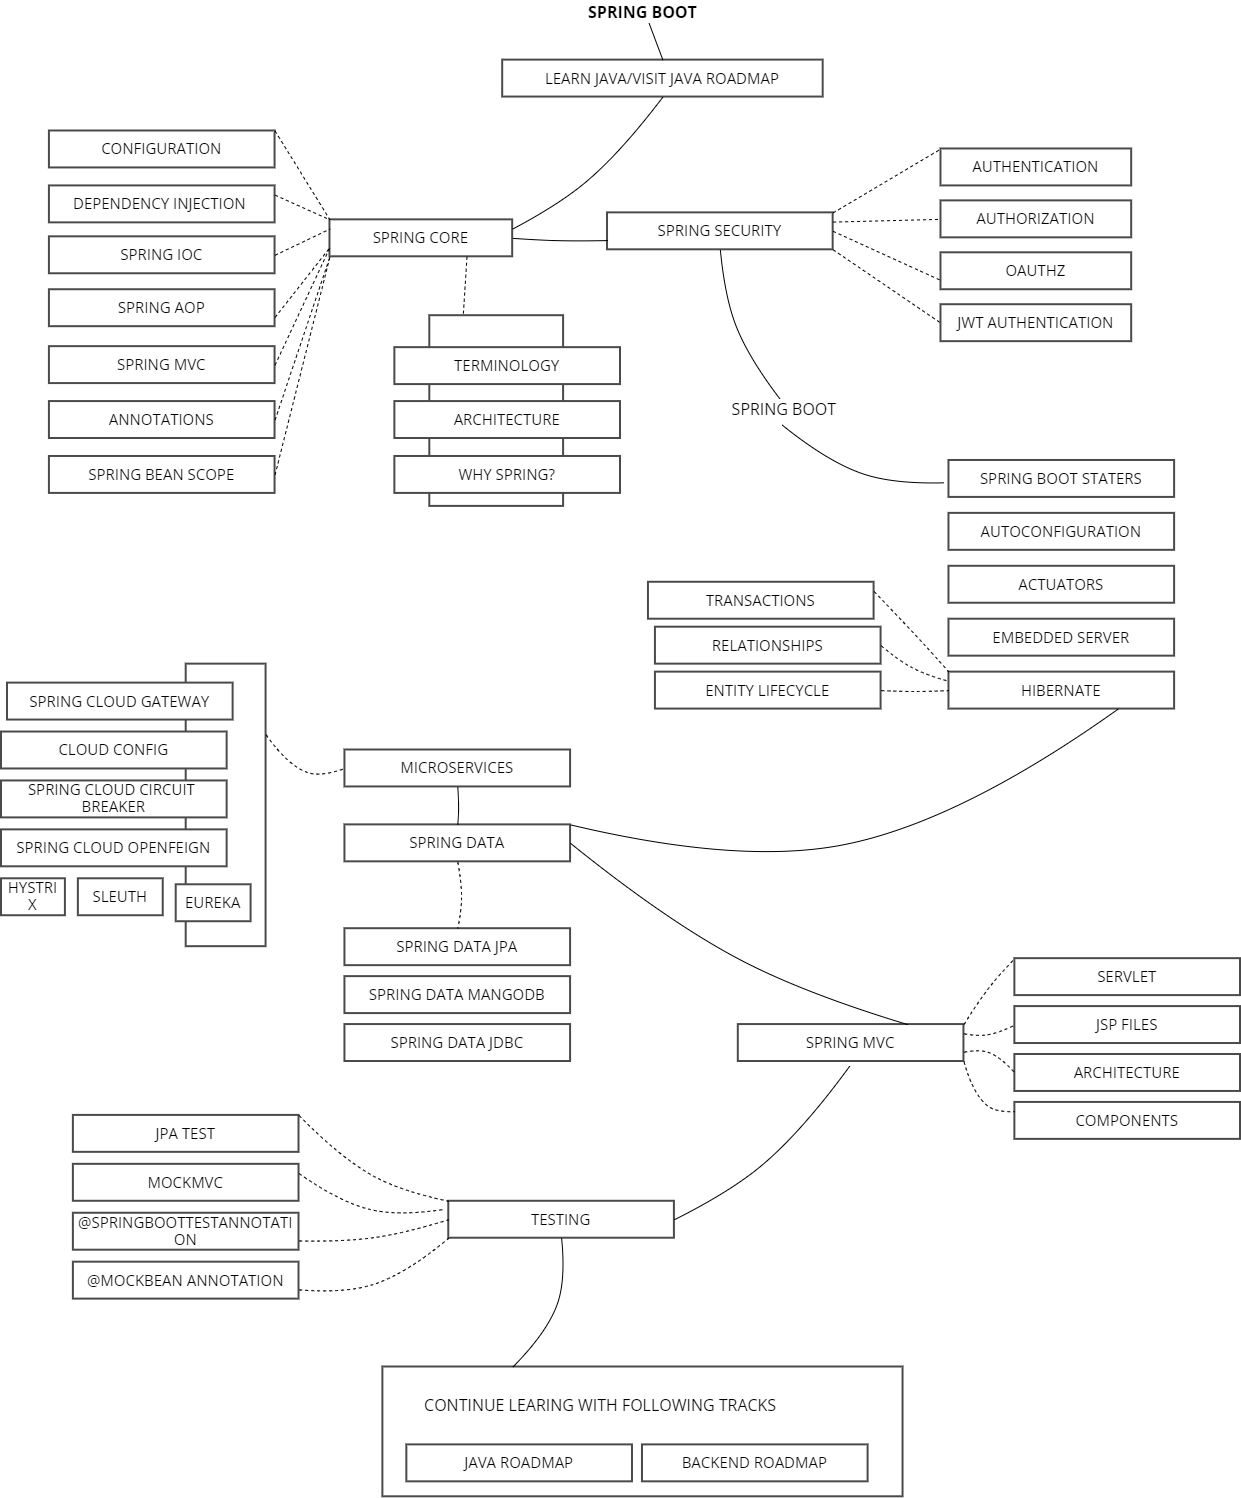 SPRING BOOT
LEARN JAVA/VISIT JAVA ROADMAP
CONFIGURATION
DEPENDENCY INJECTION
SPRING IOC
SPRING AOP
SPRING MVC
ANNOTATIONS
SPRING BEAN SCOPE
SPRING CORE
TERMINOLOGY
ARCHITECTURE
WHY SPRING?
SPRING SECURITY
AUTHENTICATION
AUTHORIZATION
OAUTHZ
JWT AUTHENTICATION
SPRING BOOT
SPRING BOOT STATERS
AUTOCONFIGURATION
ACTUATORS
EMBEDDED SERVER
HIBERNATE
TRANSACTIONS
RELATIONSHIPS
ENTITY LIFECYCLE
SPRING CLOUD GATEWAY
CLOUD CONFIG
SPRING CLOUD CIRCUIT
BREAKER
SPRING CLOUD OPENFEIGN
HYSTRI
X
SLEUTH
EUREKA
MICROSERVICES
SPRING DATA
SPRING DATA JPA
SPRING DATA MANGODB
SPRING DATA JDBC
SPRING MVC
SERVLET
JSP FILES
ARCHITECTURE
COMPONENTS
JPA TEST
MOCKMVC
@SPRINGBOOTTESTANNOTATI
ON
@MOCKBEAN ANNOTATION
TESTING
CONTINUE LEARING WITH FOLLOWING TRACKS
JAVA ROADMAP
BACKEND ROADMAP